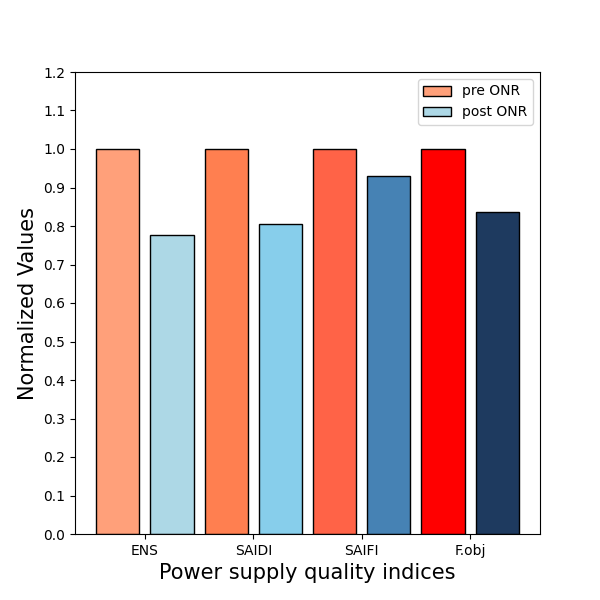 pre ONR
post ONR
Normalized Values
1.2
1.1
1.0
0.9
0.8
0.7
0.6
0.5
0.4
0.3
0.2
0.1
0.0
ENS SAIDI SAIFI F.obj
Power supply quality indices